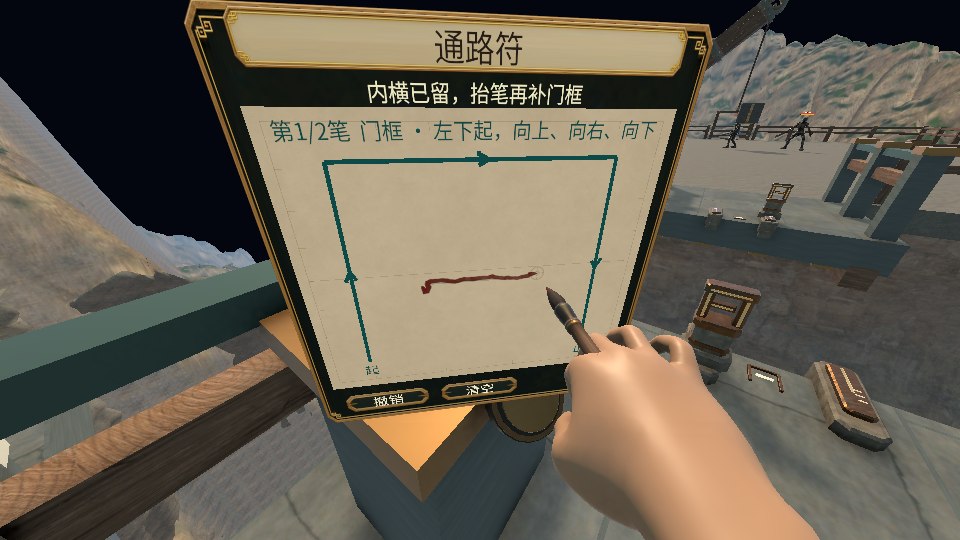 通路符
内横已留，抬笔再补门框
第1/2笔 门框 · 左下起，向上、向右、向下
起
撤销
清空